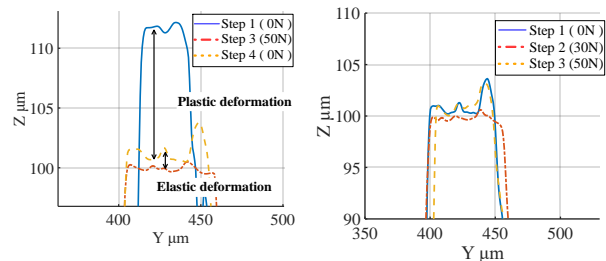 110
105
100
Z μm
400
450
500
Y μm
Step 1 ( 0N)
Step 3 (50N)
Step 4 ( 0N)
Plastic deformation
Elastic deformation
110
105
100
95
90
Z μm
350
400
450
500
Y μm
Step 1 ( 0N)
Step 2 (30N)
Step 3 (50N)